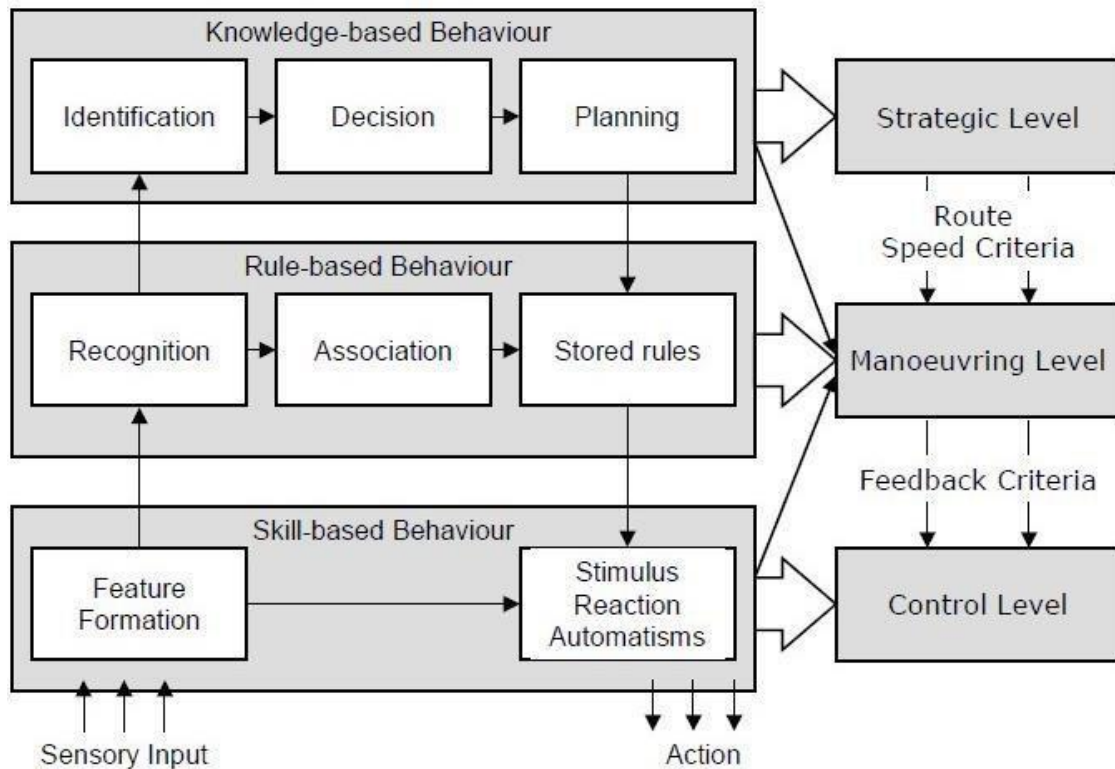 Knowledge-based Behaviour
Identification
Decision
Planning
Strategic Level
Route
Speed Criteria
Rule-based Behaviour
Recognition
Association
Stored rules
Manoeuvring Level
Feedback Criteria
Skill-based Behaviour
Feature
Formation
Stimulus
Reaction
Automatisms
Control Level
Sensory Input
Action